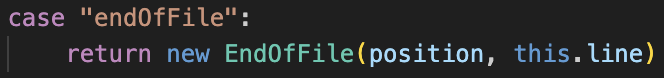 case "endOfFile":
    return new EndOfFile(position, this.line)